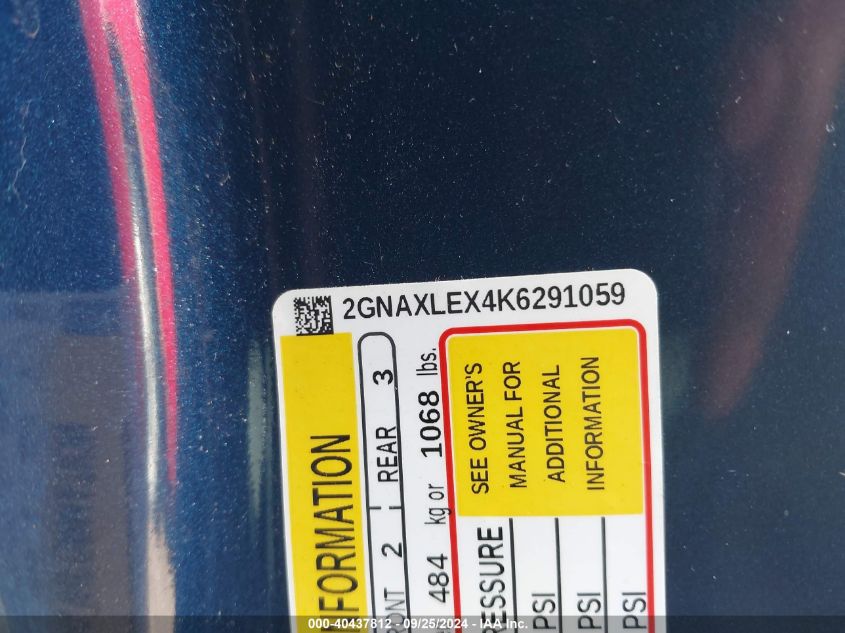 2GNAXLEX4K6291059
INFORMATION
FRONT 2 REAR 3
484 kg or 1068 lbs.
PRESSURE
SEE OWNER'S
MANUAL FOR
ADDITIONAL
INFORMATION
PSI
PSI
PSI
000-40437812 - 09/25/2024 - IAA, Inc.